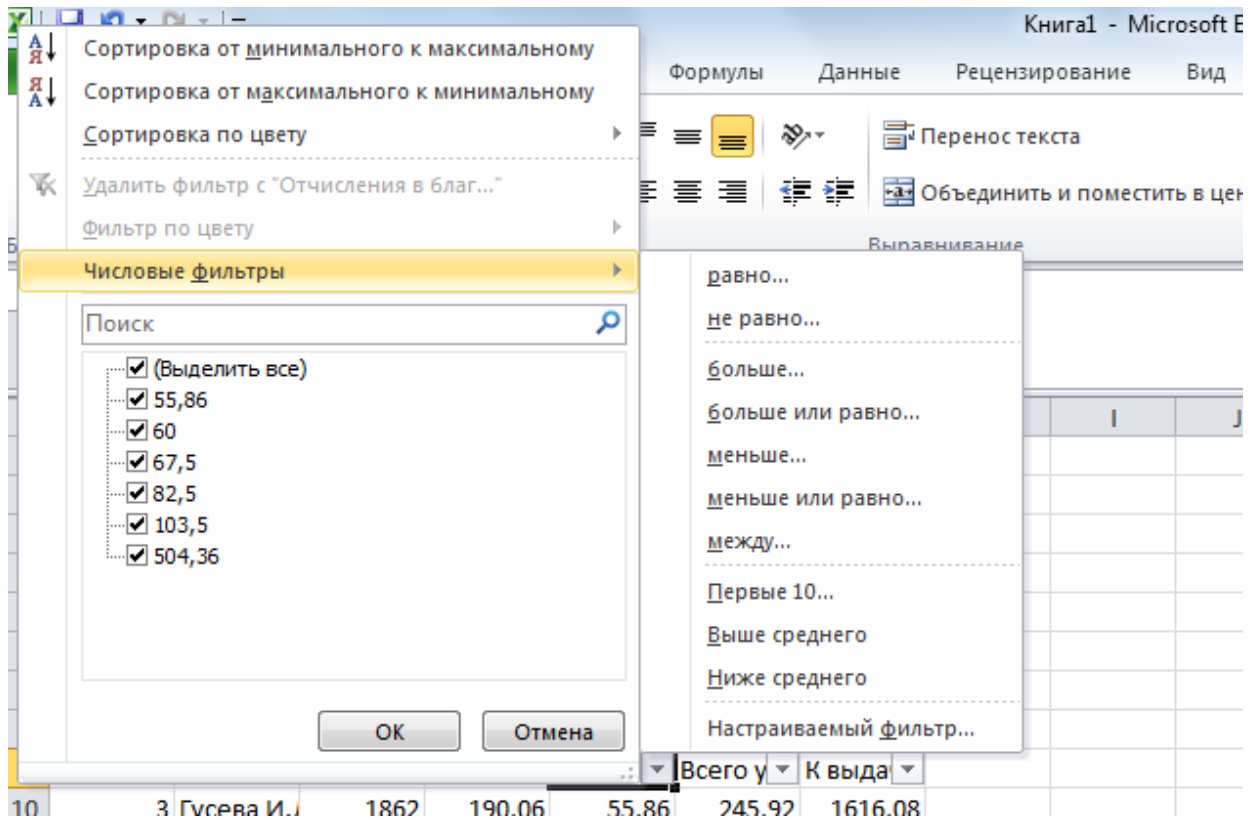 Книга1 - Microsoft E
Формулы Данные Рецензирование Вид
Перенос текста
Объединить и поместить в цен
Выравнивание
Сортировка от минимального к максимальному
Сортировка от максимального к минимальному
Сортировка по цвету
Удалить фильтр с "Отчисления в благ..."
Фильтр по цвету
Числовые фильтры
Поиск
(Выделить все)
55,86
60
67,5
82,5
103,5
504,36
ОК Отмена
равно...
не равно...
больше...
больше или равно...
меньше...
меньше или равно...
между...
Первые 10...
Выше среднего
Ниже среднего
Настраиваемый фильтр...
I J
Всего у К выда
10 3 Гусева И. 1862 190,06 55,86 245,92 1616,08